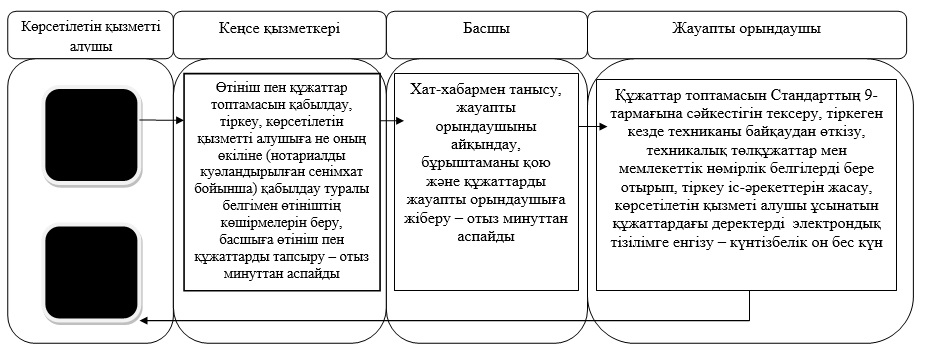 Көрсетілетін қызметті
алушы
Кеңсе қызметкері
Басшы
Жауапты орындаушы
Өтініш пен құжаттар
топтамасын қабылдау,
тіркеу, көрсетілетін
қызметті алушыға не оның
өкіліне (нотариалды
куәландырылған сенімхат
бойынша) қабылдау туралы
белгімен өтініштің
көшірмелерін беру,
басшыға өтініш пен
құжаттарды тапсыру – отыз
минуттан аспайды
Хат-хабармен танысу,
жауапты
орындаушыны
айқындау,
бұрыштаманы қою
және құжаттарды
жауапты орындаушыға
жіберу – отыз минуттан
аспайды
Құжаттар топтамасын Стандарттың 9-
тармағына сәйкестігін тексеру, тіркеген
кезде техниканы байқаудан өткізу,
техникалық төлқұжаттар мен
мемлекеттік нөмірлік белгілерді бере
отырып, тіркеу іс-әрекеттерін жасау,
көрсетілетін қызметі алушы ұсынатын
құжаттардағы деректерді электрондық
тізілімге енгізу – күнтізбелік он бес күн